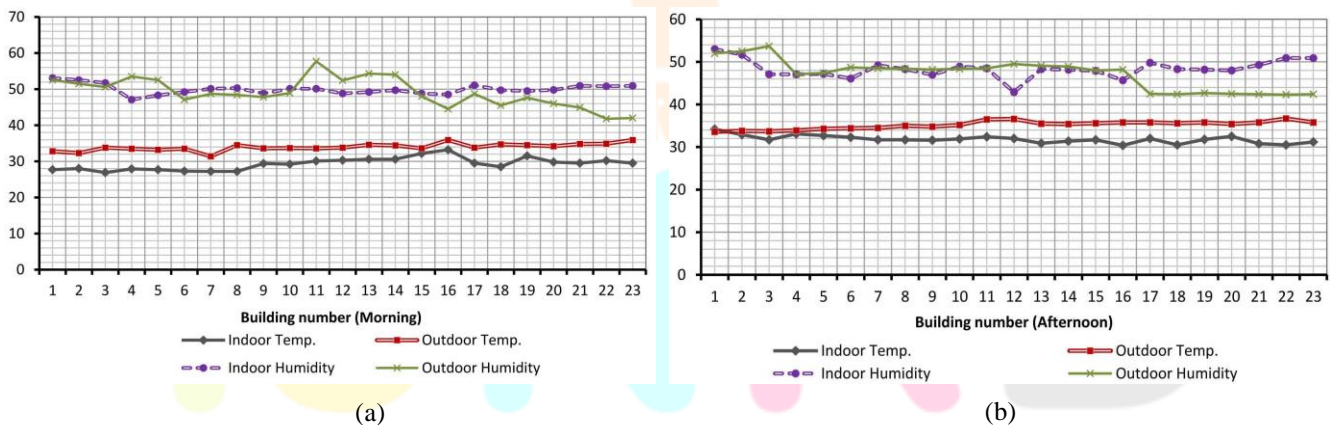 70
60
50
40
30
20
10
0
1 2 3 4 5 6 7 8 9 10 11 12 13 14 15 16 17 18 19 20 21 22 23
Building number (Morning)
Indoor Temp. Outdoor Temp.
Indoor Humidity Outdoor Humidity
(a)
60
50
40
30
20
10
0
1 2 3 4 5 6 7 8 9 10 11 12 13 14 15 16 17 18 19 20 21 22 23
Building number (Afternoon)
Indoor Temp. Outdoor Temp.
Indoor Humidity Outdoor Humidity
(b)